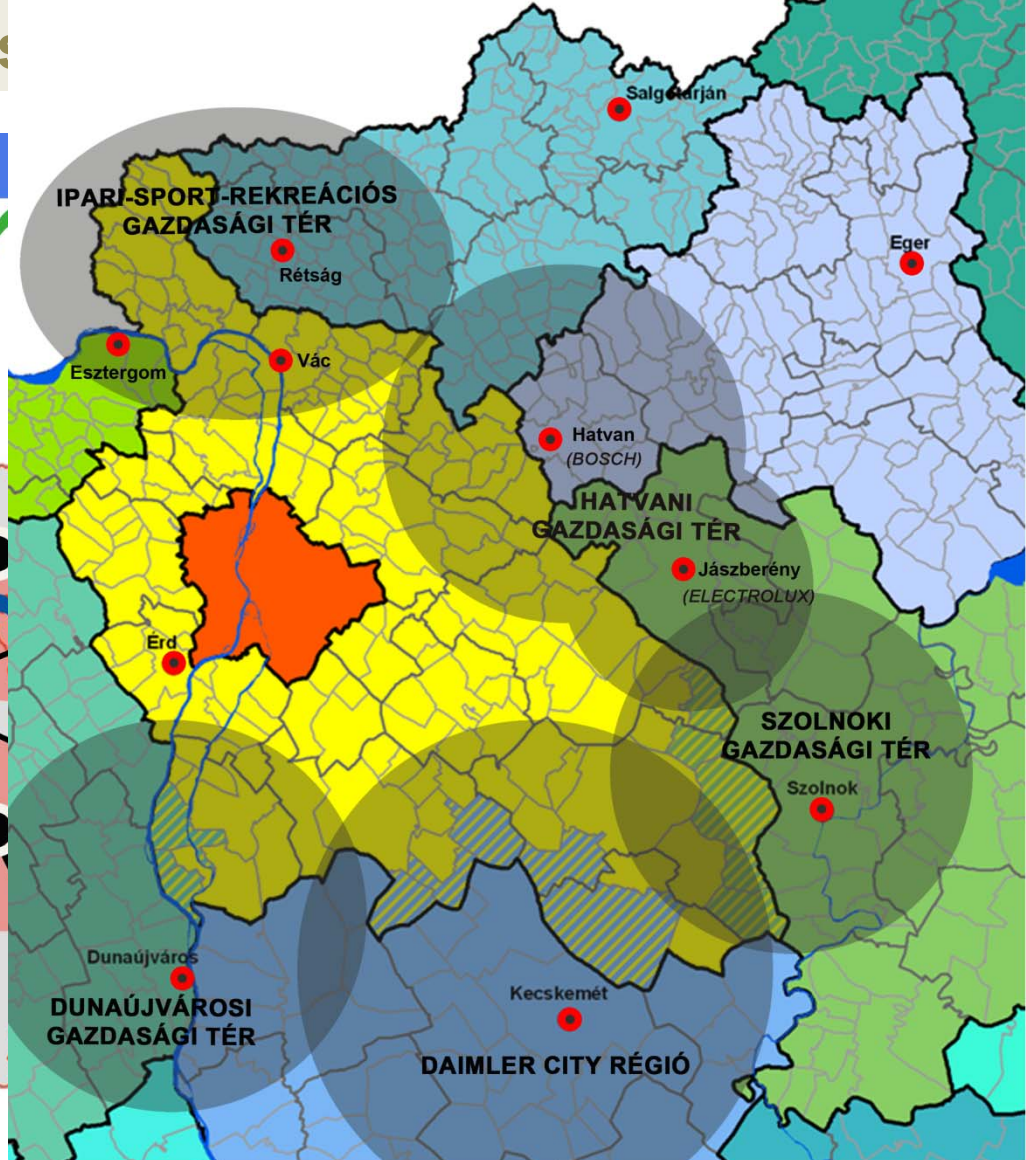 Salgótarján
IPARI-SPORT-REKREÁCIÓS
GAZDASÁGI TÉR
Rétság
Eger
Esztergom
Vác
Hatvan
(BOSCH)
HATVANI
GAZDASÁGI TÉR
Jászberény
(ELECTROLUX)
Érd
SZOLNOKI
GAZDASÁGI TÉR
Szolnok
Dunaújváros
DUNAÚJVÁROSI
GAZDASÁGI TÉR
Kecskemét
DAIMLER CITY RÉGIÓ